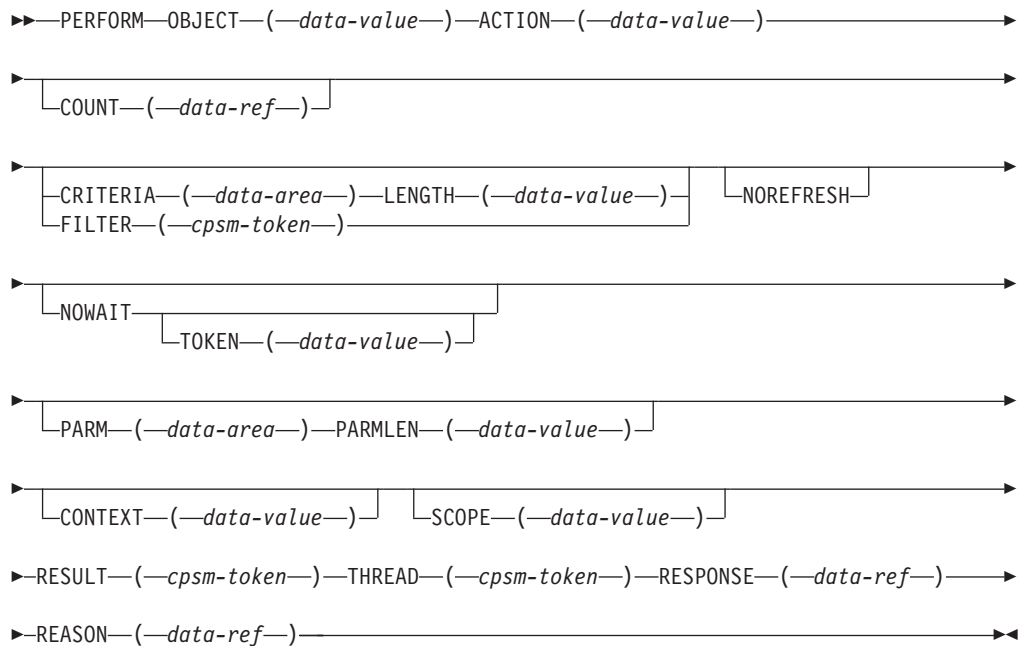 PERFORM OBJECT ( data-value ) ACTION ( data-value )
COUNT ( data-ref )
CRITERIA ( data-area ) LENGTH ( data-value ) NOREFRESH
FILTER ( cpsm-token )
NOWAIT
TOKEN ( data-value )
PARM ( data-area ) PARMLEN ( data-value )
CONTEXT ( data-value ) SCOPE ( data-value )
RESULT ( cpsm-token ) THREAD ( cpsm-token ) RESPONSE ( data-ref )
REASON ( data-ref )